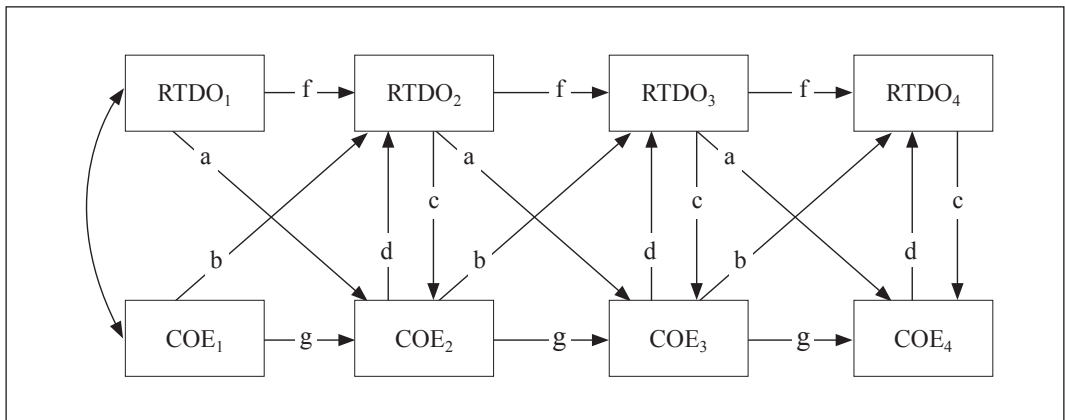 RTDO₁ f RTDO₂ f RTDO₃ f RTDO₄
a a a
c c c
b d b d b d
COE₁ g COE₂ g COE₃ g COE₄